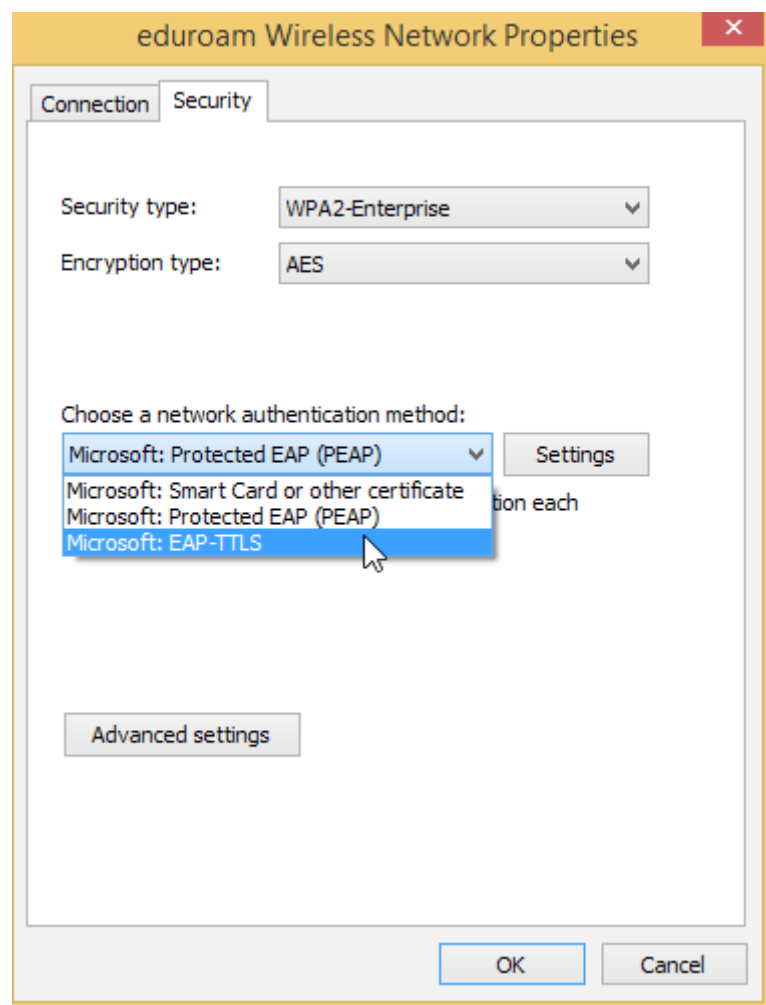 eduroam Wireless Network Properties
Connection Security
Security type: WPA2-Enterprise
Encryption type: AES
Choose a network authentication method:
Microsoft: Protected EAP (PEAP) Settings
Microsoft: Smart Card or other certificate
Microsoft: Protected EAP (PEAP) each
Microsoft: EAP-TTLS
Advanced settings
OK Cancel